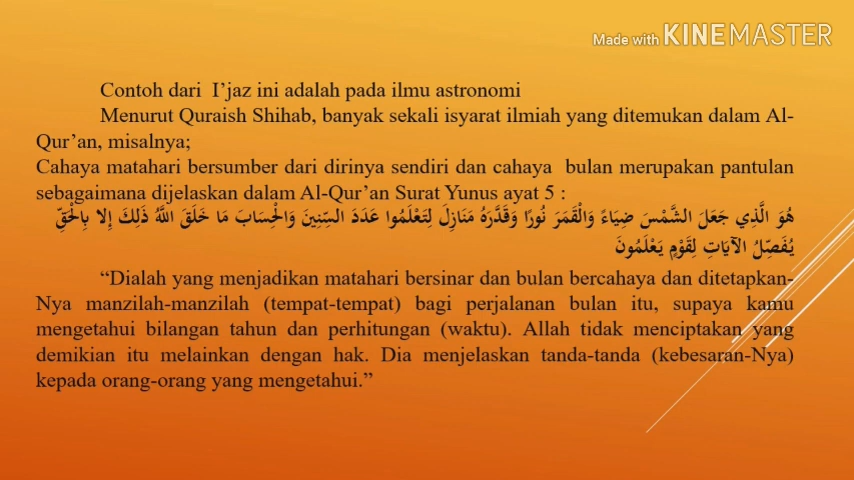 Made with KINEMASTER
Contoh dari I'jaz ini adalah pada ilmu astronomi
Menurut Quraish Shihab, banyak sekali isyarat ilmiah yang ditemukan dalam Al-
Qur'an, misalnya;
Cahaya matahari bersumber dari dirinya sendiri dan cahaya bulan merupakan pantulan
sebagaimana dijelaskan dalam Al-Qur'an Surat Yunus ayat 5 :
هُوَ الَّذِي جَعَلَ الشَّمْسَ ضِيَاءً وَالْقَمَرَ نُورًا وَقَدَّرَهُ مَنَازِلَ لِتَعْلَمُوا عَدَدَ السِّنِينَ وَالْحِسَابَ مَا خَلَقَ اللَّهُ ذَلِكَ إِلا بِالْحَقِّ
يُفَصِّلُ الآيَاتِ لِقَوْمٍ يَعْلَمُونَ
“Dialah yang menjadikan matahari bersinar dan bulan bercahaya dan ditetapkan-
Nya manzilah-manzilah (tempat-tempat) bagi perjalanan bulan itu, supaya kamu
mengetahui bilangan tahun dan perhitungan (waktu). Allah tidak menciptakan yang
demikian itu melainkan dengan hak. Dia menjelaskan tanda-tanda (kebesaran-Nya)
kepada orang-orang yang mengetahui.”